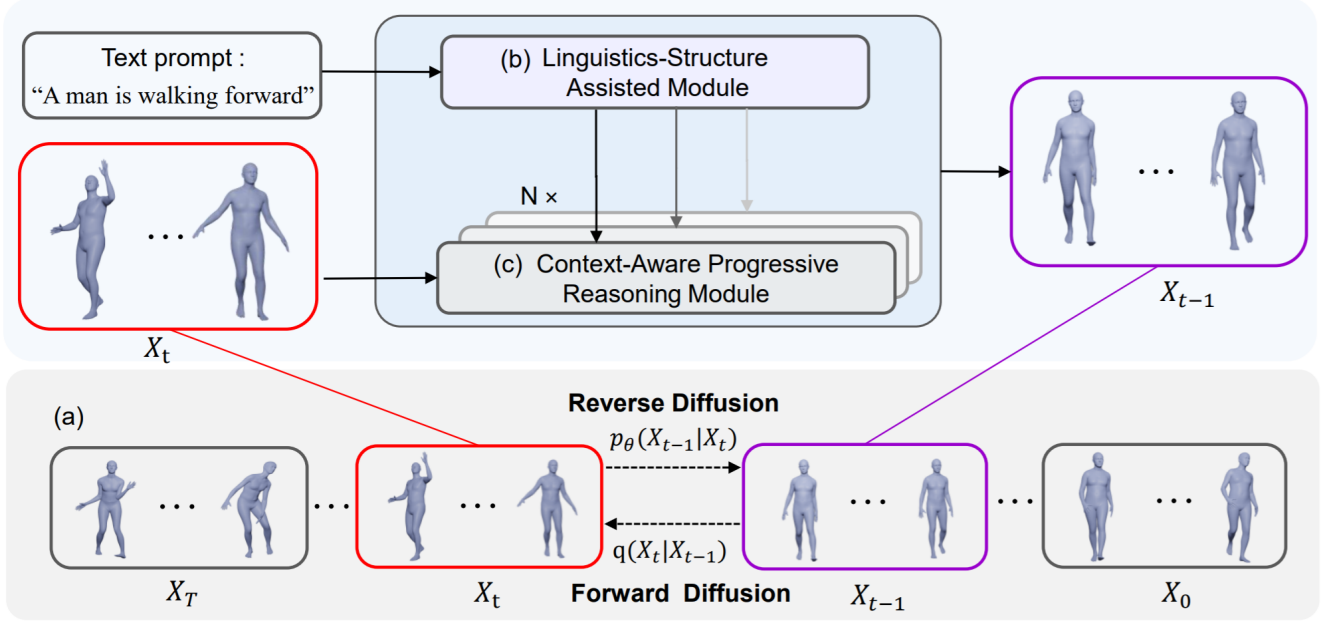 Text prompt :
“A man is walking forward”
(b) Linguistics-Structure
Assisted Module
N ×
(c) Context-Aware Progressive
Reasoning Module
X_t
X_{t−1}
(a)
Reverse Diffusion
p_θ(X_{t−1}|X_t)
q(X_t|X_{t−1})
Forward Diffusion
X_T
X_t
X_{t−1}
X_0